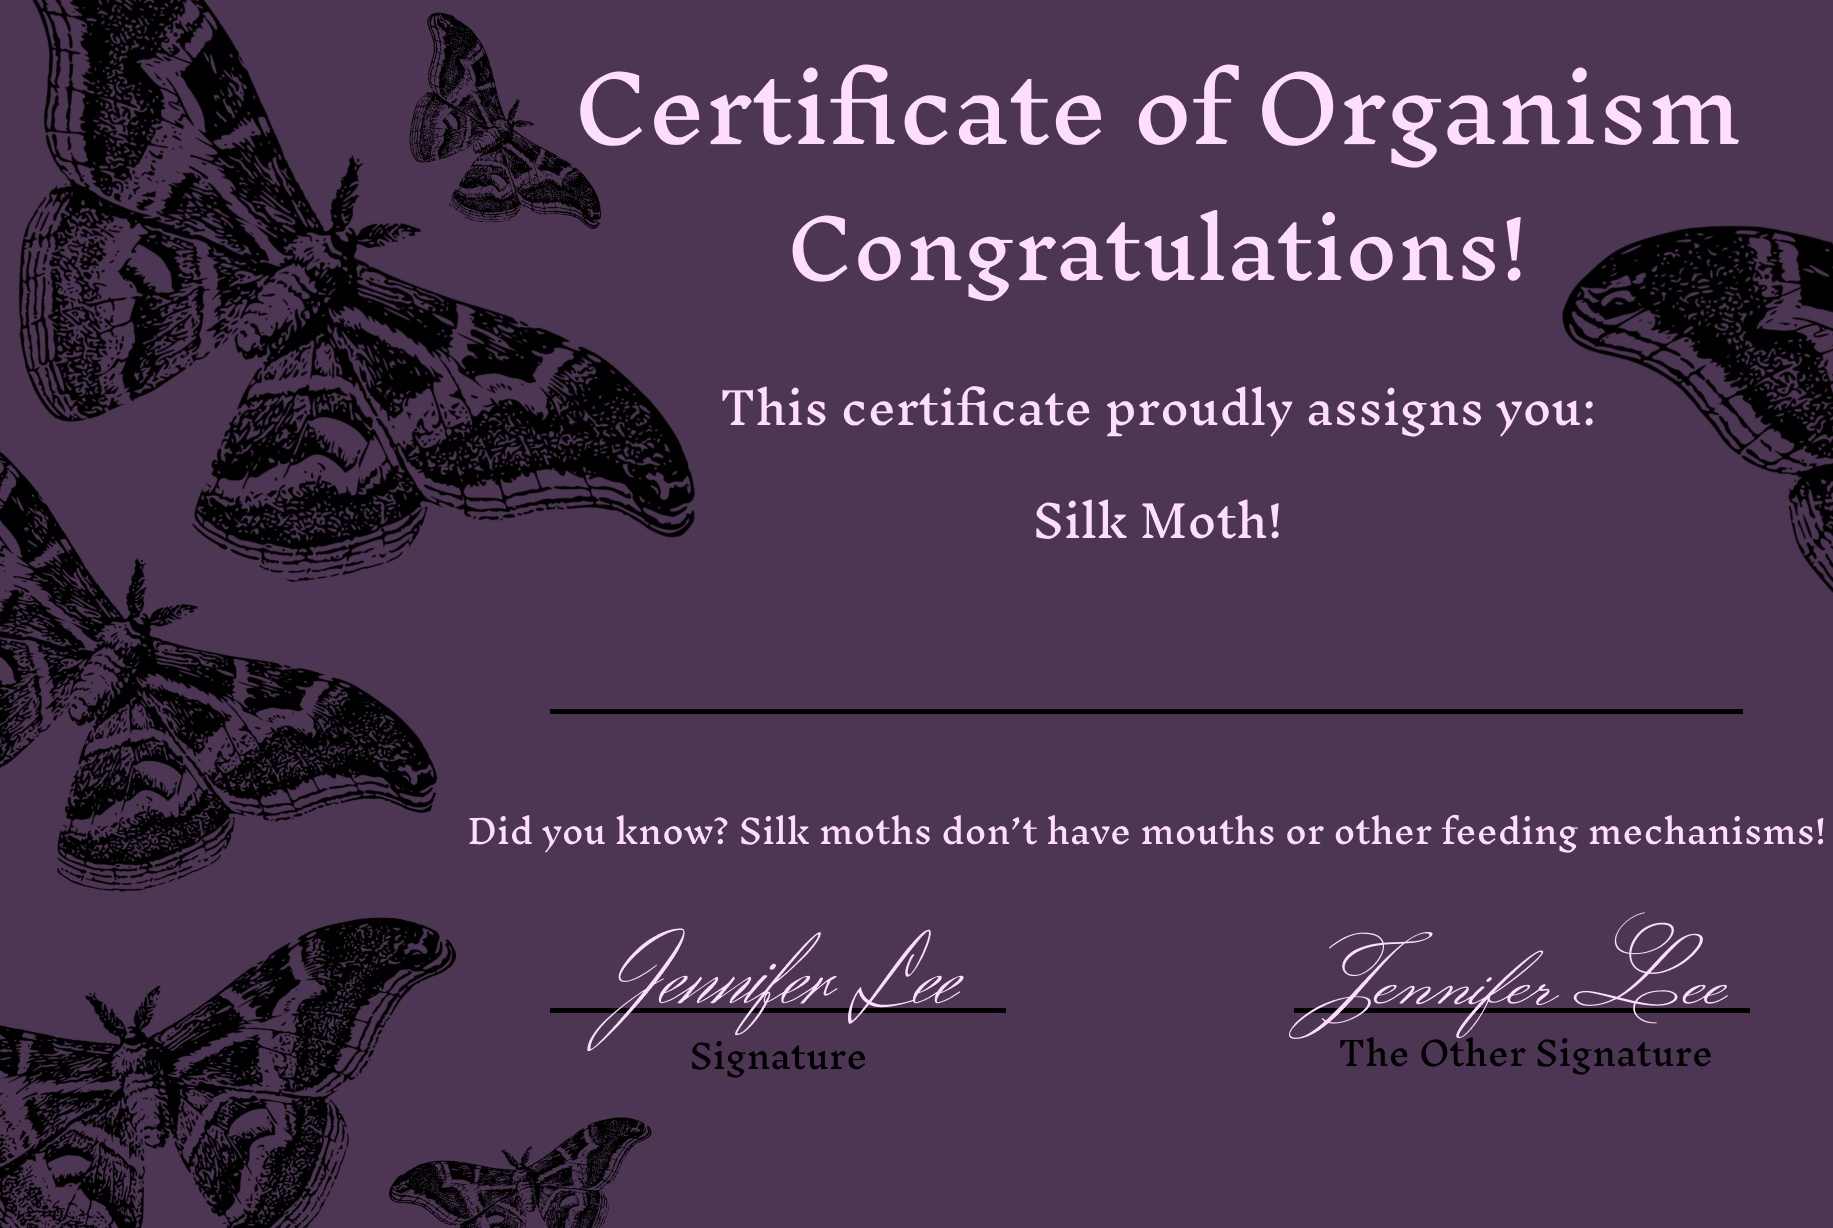 Certificate of Organism
Congratulations!
This certificate proudly assigns you:
Silk Moth!
Did you know? Silk moths don’t have mouths or other feeding mechanisms!
Jennifer Lee
Signature
Jennifer Lee
The Other Signature